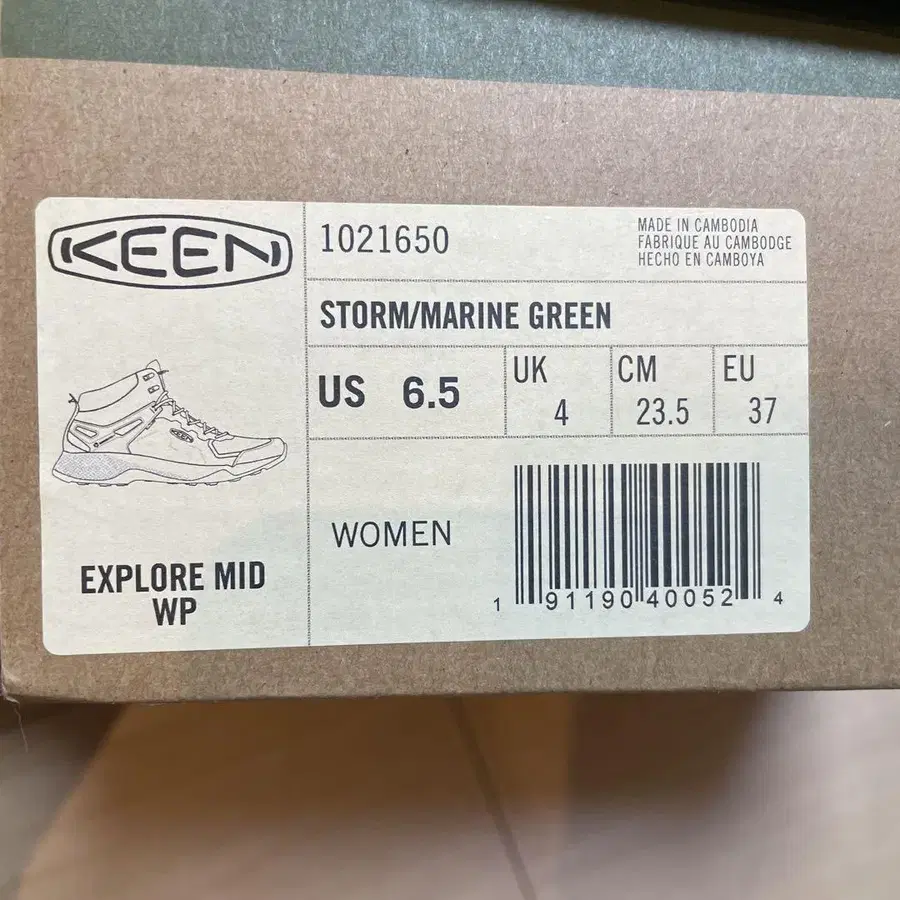 KEEN
1021650
MADE IN CAMBODIA
FABRIQUE AU CAMBODGE
HECHO EN CAMBOYA
STORM/MARINE GREEN
US 6.5
UK 4
CM 23.5
EU 37
KEEN
EXPLORE MID
WP
WOMEN
1 91190 40052 4